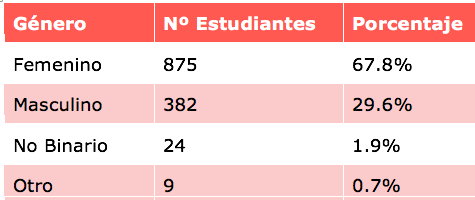 Género Nº Estudiantes Porcentaje
Femenino 875 67.8%
Masculino 382 29.6%
No Binario 24 1.9%
Otro 9 0.7%